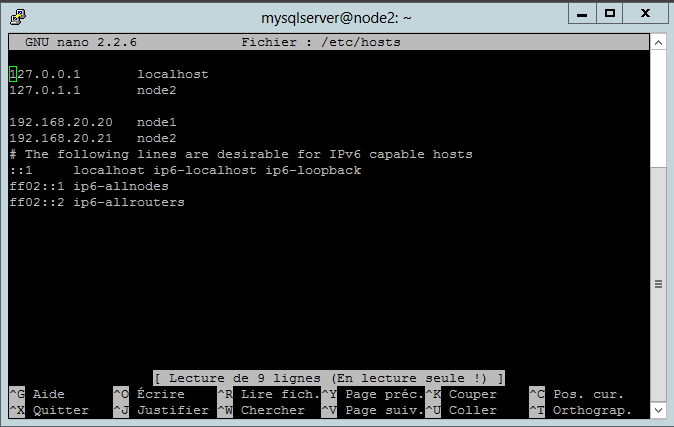 mysqlserver@node2: ~
GNU nano 2.2.6 Fichier : /etc/hosts
127.0.0.1 localhost
127.0.1.1 node2
192.168.20.20 node1
192.168.20.21 node2
# The following lines are desirable for IPv6 capable hosts
::1 localhost ip6-localhost ip6-loopback
ff02::1 ip6-allnodes
ff02::2 ip6-allrouters
[ Lecture de 9 lignes (En lecture seule !) ]
^G Aide ^O Écrire ^R Lire fich. ^Y Page préc. ^K Couper ^C Pos. cur.
^X Quitter ^J Justifier ^W Chercher ^V Page suiv. ^U Coller ^T Orthograp.